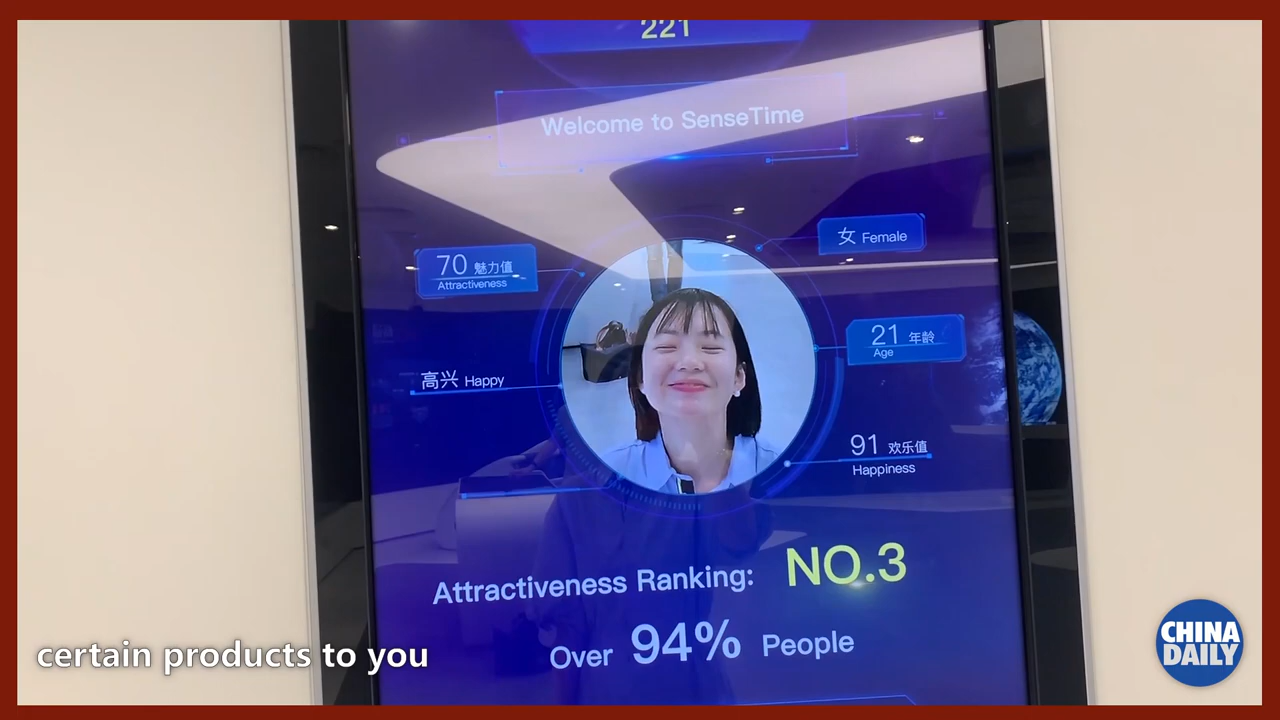 221
Welcome to SenseTime
女 Female
70 魅力值
Attractiveness
21 年龄
Age
高兴 Happy
91 欢乐值
Happiness
Attractiveness Ranking: NO.3
Over 94% People
certain products to you
CHINA
DAILY